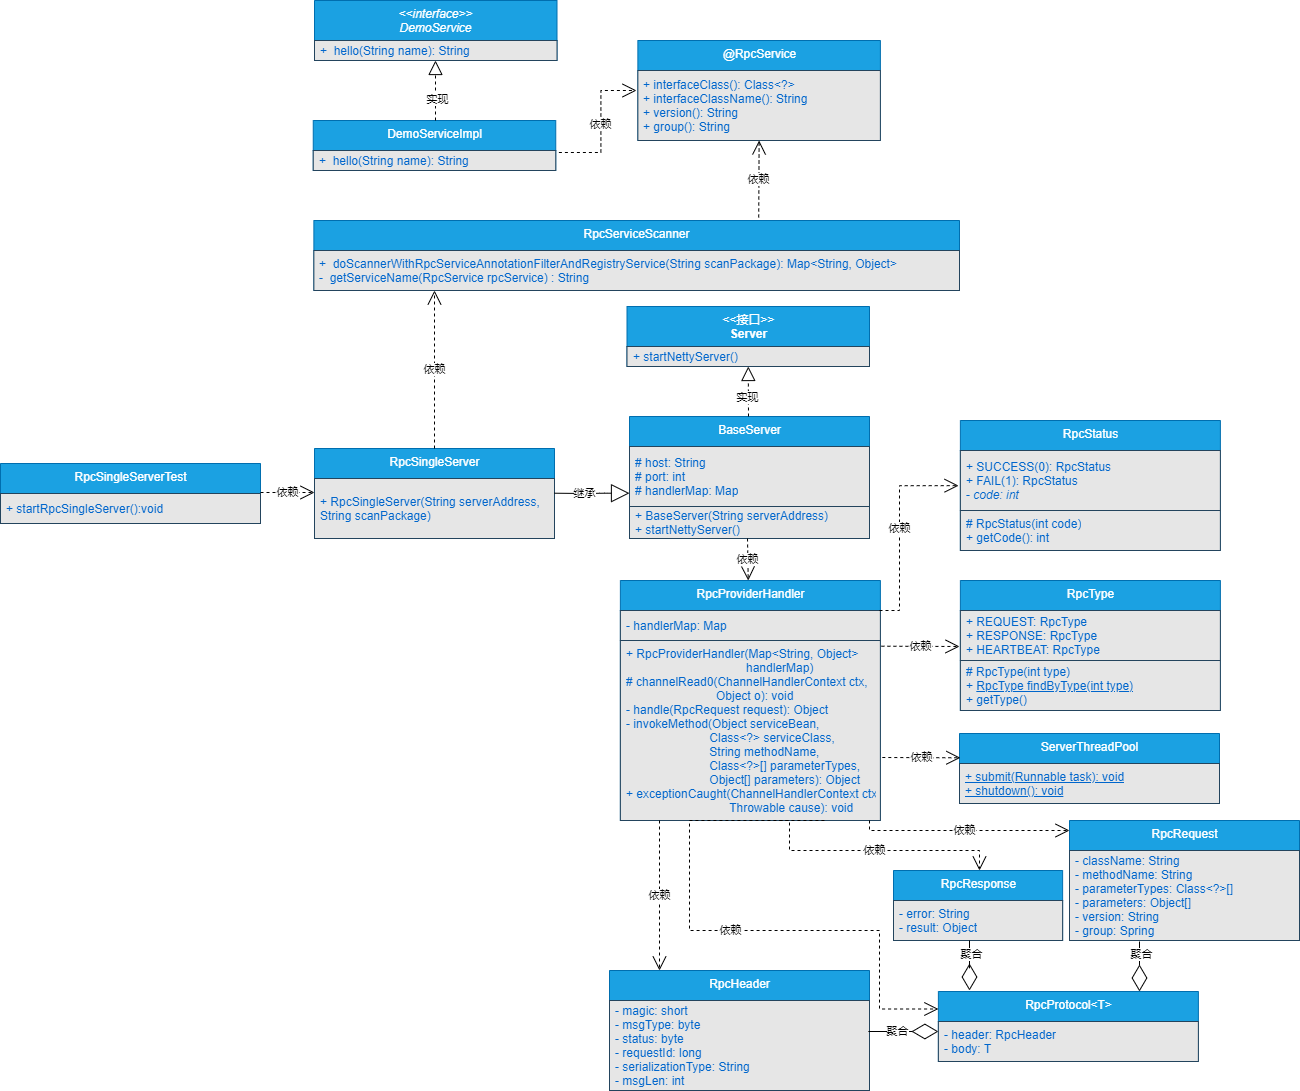 <<interface>>
DemoService
+ hello(String name): String
实现
DemoServiceImpl
+ hello(String name): String
依赖
@RpcService
+ interfaceClass(): Class<?>
+ interfaceClassName(): String
+ version(): String
+ group(): String
依赖
RpcServiceScanner
+ doScannerWithRpcServiceAnnotationFilterAndRegistryService(String scanPackage): Map<String, Object>
- getServiceName(RpcService rpcService) : String
依赖
<<接口>>
Server
+ startNettyServer()
实现
RpcSingleServerTest
+ startRpcSingleServer():void
依赖
RpcSingleServer
+ RpcSingleServer(String serverAddress,
String scanPackage)
继承
BaseServer
# host: String
# port: int
# handlerMap: Map
+ BaseServer(String serverAddress)
+ startNettyServer()
依赖
RpcProviderHandler
- handlerMap: Map
+ RpcProviderHandler(Map<String, Object>
handlerMap)
# channelRead0(ChannelHandlerContext ctx,
Object o): void
- handle(RpcRequest request): Object
- invokeMethod(Object serviceBean,
Class<?> serviceClass,
String methodName,
Class<?>[] parameterTypes,
Object[] parameters): Object
+ exceptionCaught(ChannelHandlerContext ctx
Throwable cause): void
依赖
RpcStatus
+ SUCCESS(0): RpcStatus
+ FAIL(1): RpcStatus
- code: int
# RpcStatus(int code)
+ getCode(): int
依赖
RpcType
+ REQUEST: RpcType
+ RESPONSE: RpcType
+ HEARTBEAT: RpcType
# RpcType(int type)
+ RpcType findByType(int type)
+ getType()
依赖
ServerThreadPool
+ submit(Runnable task): void
+ shutdown(): void
依赖
RpcRequest
- className: String
- methodName: String
- parameterTypes: Class<?>[]
- parameters: Object[]
- version: String
- group: Spring
依赖
RpcResponse
- error: String
- result: Object
依赖
依赖
聚合
聚合
RpcHeader
- magic: short
- msgType: byte
- status: byte
- requestId: long
- serializationType: String
- msgLen: int
聚合
RpcProtocol<T>
- header: RpcHeader
- body: T